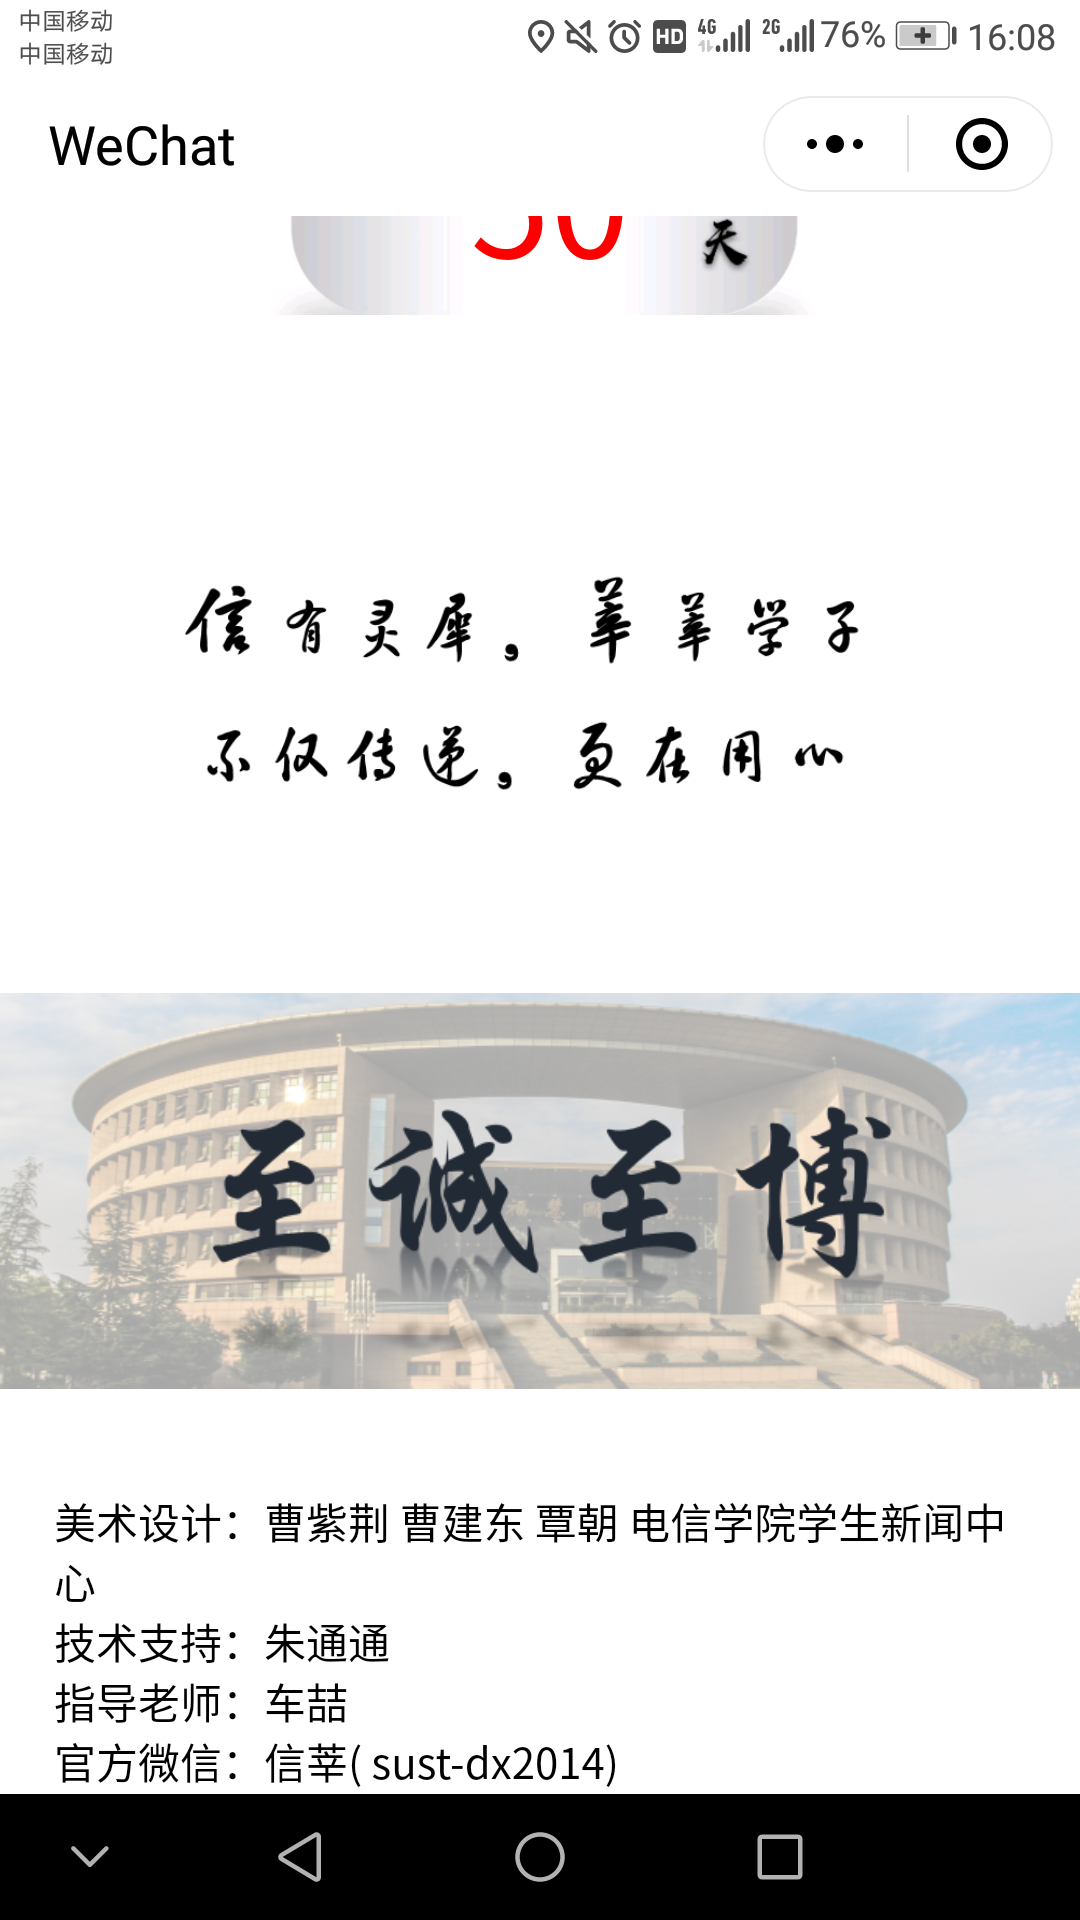 中国移动
中国移动
HD 4G 2G 76% 16:08
WeChat
天
信有灵犀，莘莘学子
不仅传递，更在用心
至诚至博
美术设计：曹紫荆 曹建东 覃朝 电信学院学生新闻中
心
技术支持：朱通通
指导老师：车喆
官方微信：信莘( sust-dx2014)